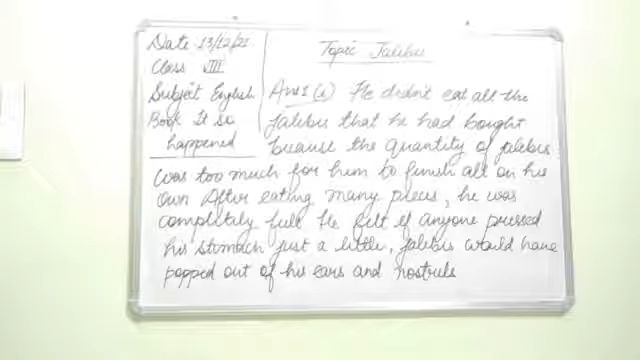 Date 13/12/21
Class VIII
Subject English
Book It so
happened
Topic Jalebis
Ans 1 (a) He didn't eat all the
Jalebis that he had bought
because the quantity of jalebis
was too much for him to finish all on his
own After eating many pieces, he was
completely full He felt if anyone pressed
his stomach just a little, jalebis would have
popped out of his ears and nostrils